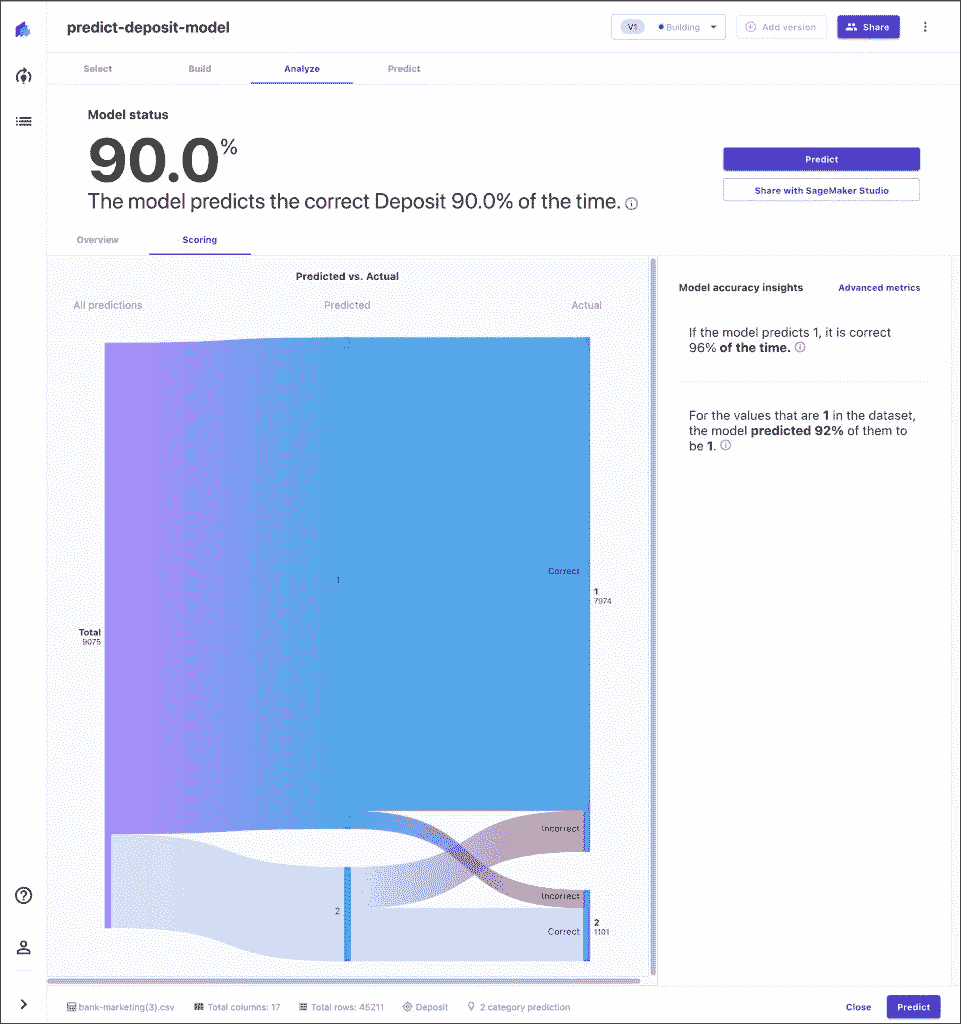 predict-deposit-model
V1 Building
Add version
Share
Select Build Analyze Predict
Model status
90.0%
The model predicts the correct Deposit 90.0% of the time.
Predict
Share with SageMaker Studio
Overview Scoring
Predicted vs. Actual
All predictions Predicted Actual
Model accuracy insights Advanced metrics
If the model predicts 1, it is correct
96% of the time.
For the values that are 1 in the dataset,
the model predicted 92% of them to
be 1.
Correct
1
1
7974
Total
9075
Incorrect
Incorrect
2
2
1101
Correct
bank-marketing(3).csv Total columns: 17 Total rows: 45211 Deposit 2 category prediction
Close Predict